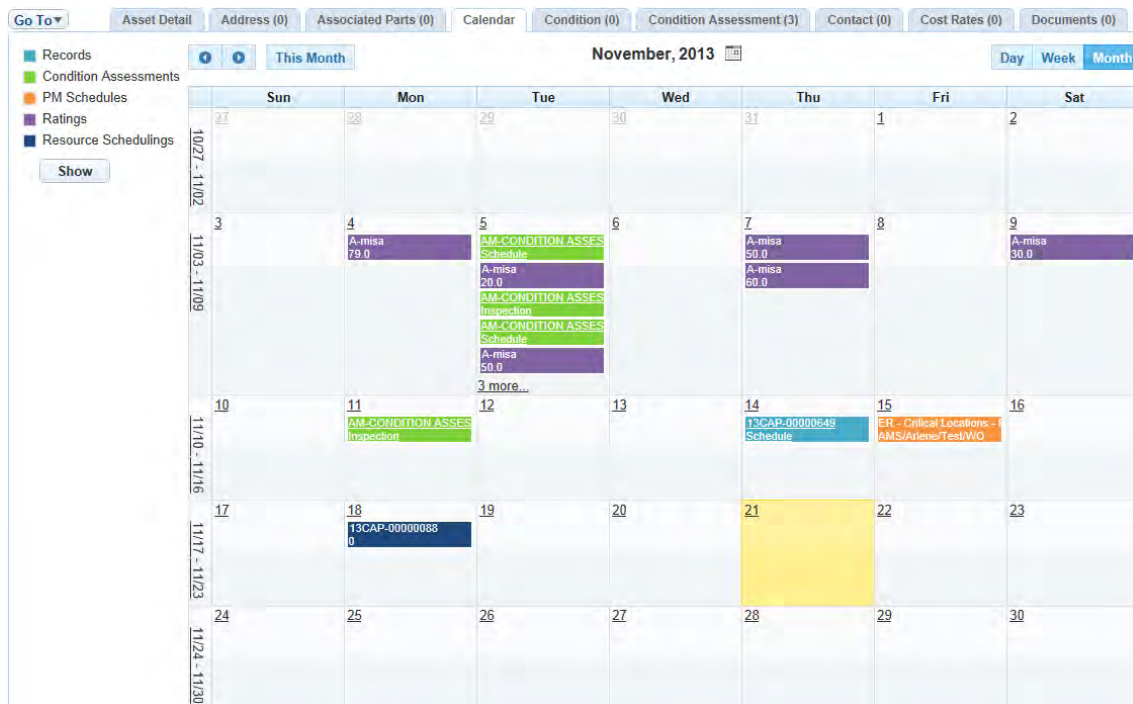 Go To▾ Asset Detail Address (0) Associated Parts (0) Calendar Condition (0) Condition Assessment (3) Contact (0) Cost Rates (0) Documents (0)
Records
Condition Assessments
PM Schedules
Ratings
Resource Schedulings
Show
This Month November, 2013 Day Week Month
Sun Mon Tue Wed Thu Fri Sat
10/27 - 11/02
27 28 29 30 31 1 2
11/03 - 11/09
3 4 5 6 7 8 9
A-misa
79.0
AM-CONDITION ASSES
Schedule
A-misa
20.0
AM-CONDITION ASSES
Inspection
AM-CONDITION ASSES
Schedule
A-misa
50.0
3 more...
A-misa
50.0
A-misa
60.0
A-misa
30.0
11/10 - 11/16
10 11 12 13 14 15 16
AM-CONDITION ASSES
Inspection
13CAP-00000649
Schedule
ER - Critical Locations -
AMS/Arlene/Test/WO
11/17 - 11/23
17 18 19 20 21 22 23
13CAP-00000088
0
11/24 - 11/30
24 25 26 27 28 29 30